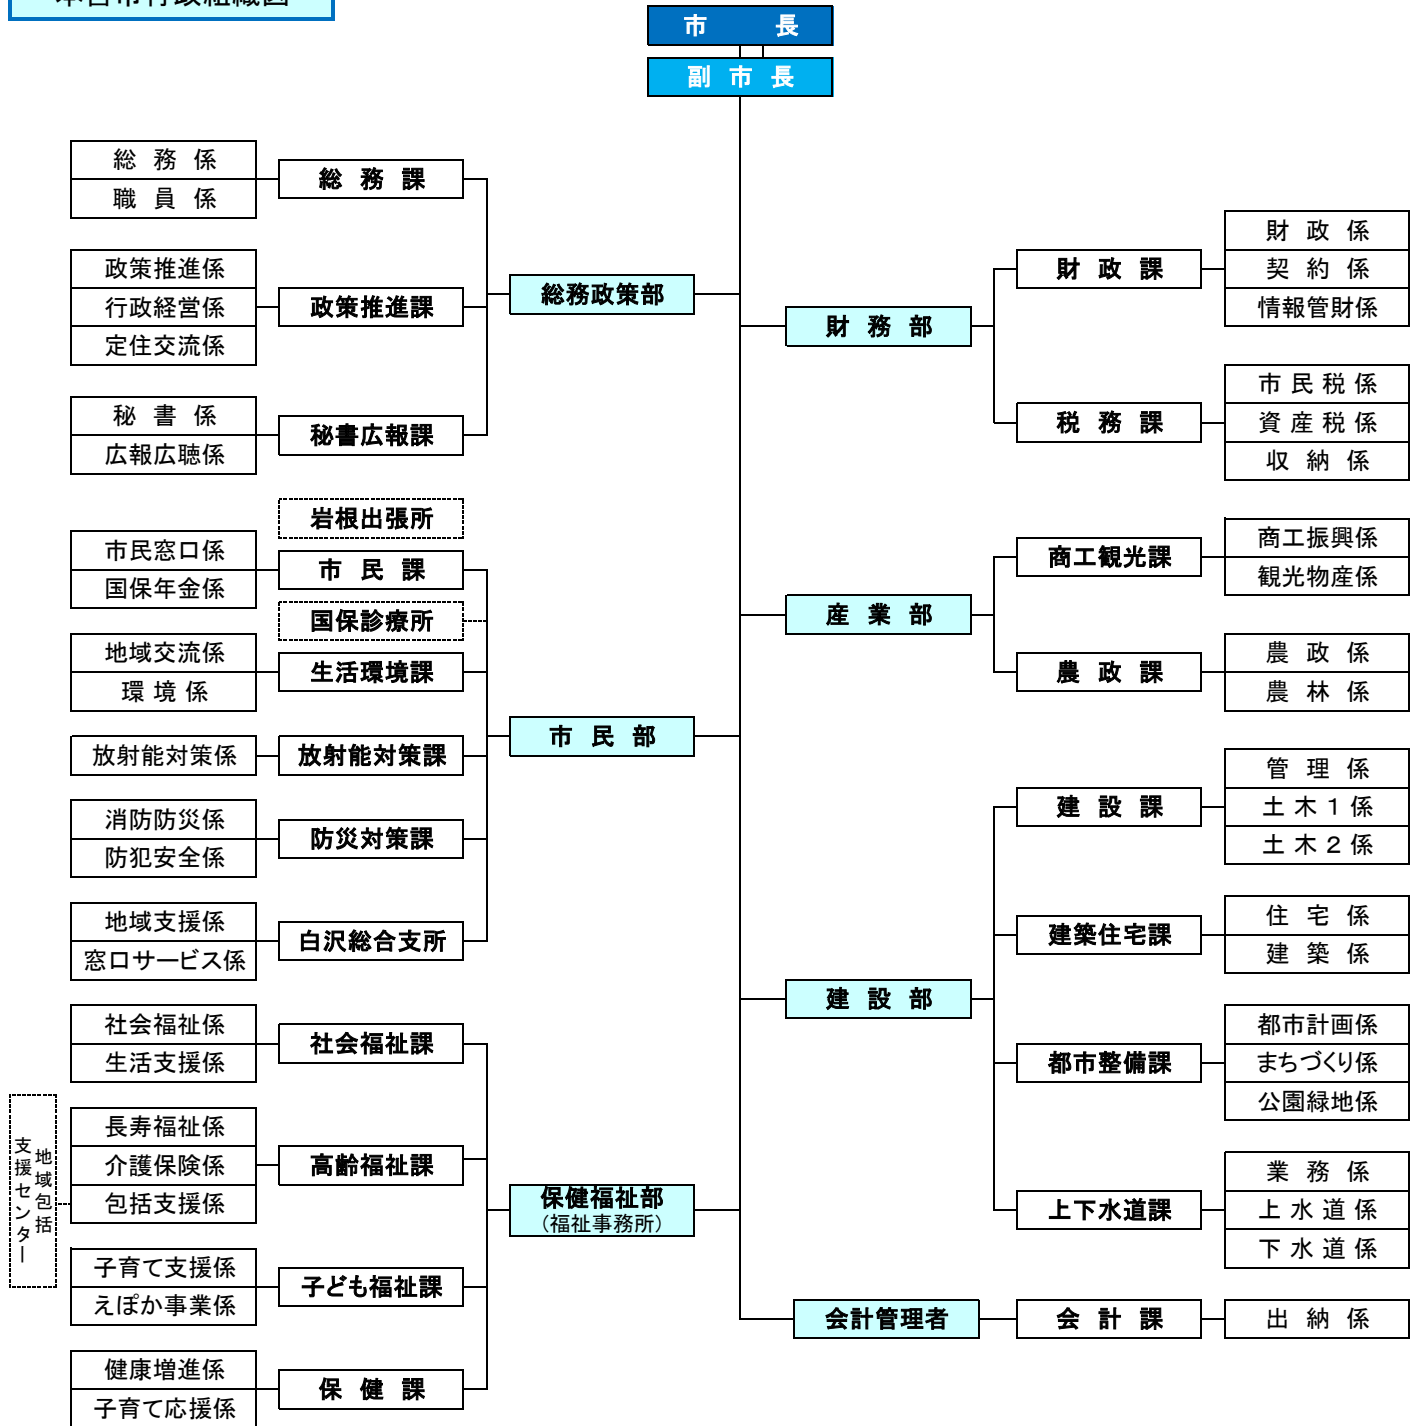 本宮市行政組織図
市　　長
副 市 長
総 務 係
職 員 係
総 務 課
政策推進係
行政経営係
定住交流係
政策推進課
秘 書 係
広報広聴係
秘書広報課
総務政策部
岩根出張所
市民窓口係
国保年金係
市 民 課
国保診療所
地域交流係
環 境 係
生活環境課
放射能対策係
放射能対策課
消防防災係
防犯安全係
防災対策課
地域支援係
窓口サービス係
白沢総合支所
市 民 部
社会福祉係
生活支援係
社会福祉課
地域包括
支援センター
長寿福祉係
介護保険係
包括支援係
高齢福祉課
子育て支援係
えぽか事業係
子ども福祉課
健康増進係
子育て応援係
保 健 課
保健福祉部
（福祉事務所）
財 務 部
財 政 課
財 政 係
契 約 係
情報管財係
税 務 課
市 民 税 係
資 産 税 係
収 納 係
産 業 部
商工観光課
商工振興係
観光物産係
農 政 課
農 政 係
農 林 係
建 設 部
建 設 課
管 理 係
土 木 1 係
土 木 2 係
建築住宅課
住 宅 係
建 築 係
都市整備課
都市計画係
まちづくり係
公園緑地係
上下水道課
業 務 係
上 水 道 係
下 水 道 係
会計管理者
会 計 課
出 納 係